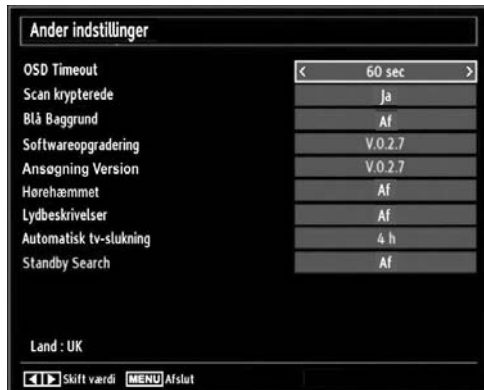 Ander indstillinger
OSD Timeout < 60 sec >
Scan krypterede Ja
Blå Baggrund Af
Softwareopgradering V.0.2.7
Ansøgning Version V.0.2.7
Hørehæmmet Af
Lydbeskrivelser Af
Automatisk tv-slukning 4 h
Standby Search Af
Land : UK
Skift værdi MENU Afslut